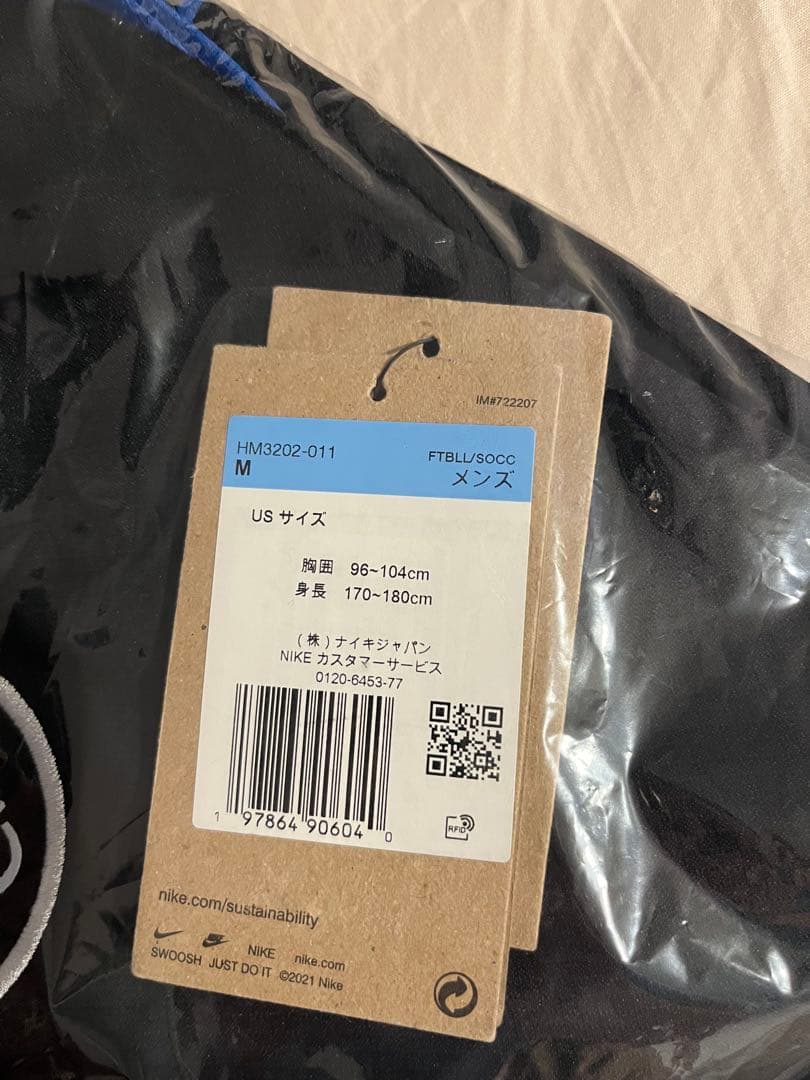 IM#722207
HM3202-011
M
FTBLL/SOCC
メンズ
US サイズ
胸囲 96~104cm
身長 170~180cm
(株)ナイキジャパン
NIKE カスタマーサービス
0120-6453-77
1 97864 90604 0
RFID
nike.com/sustainability
NIKE nike.com
SWOOSH JUST DO IT ©2021 Nike